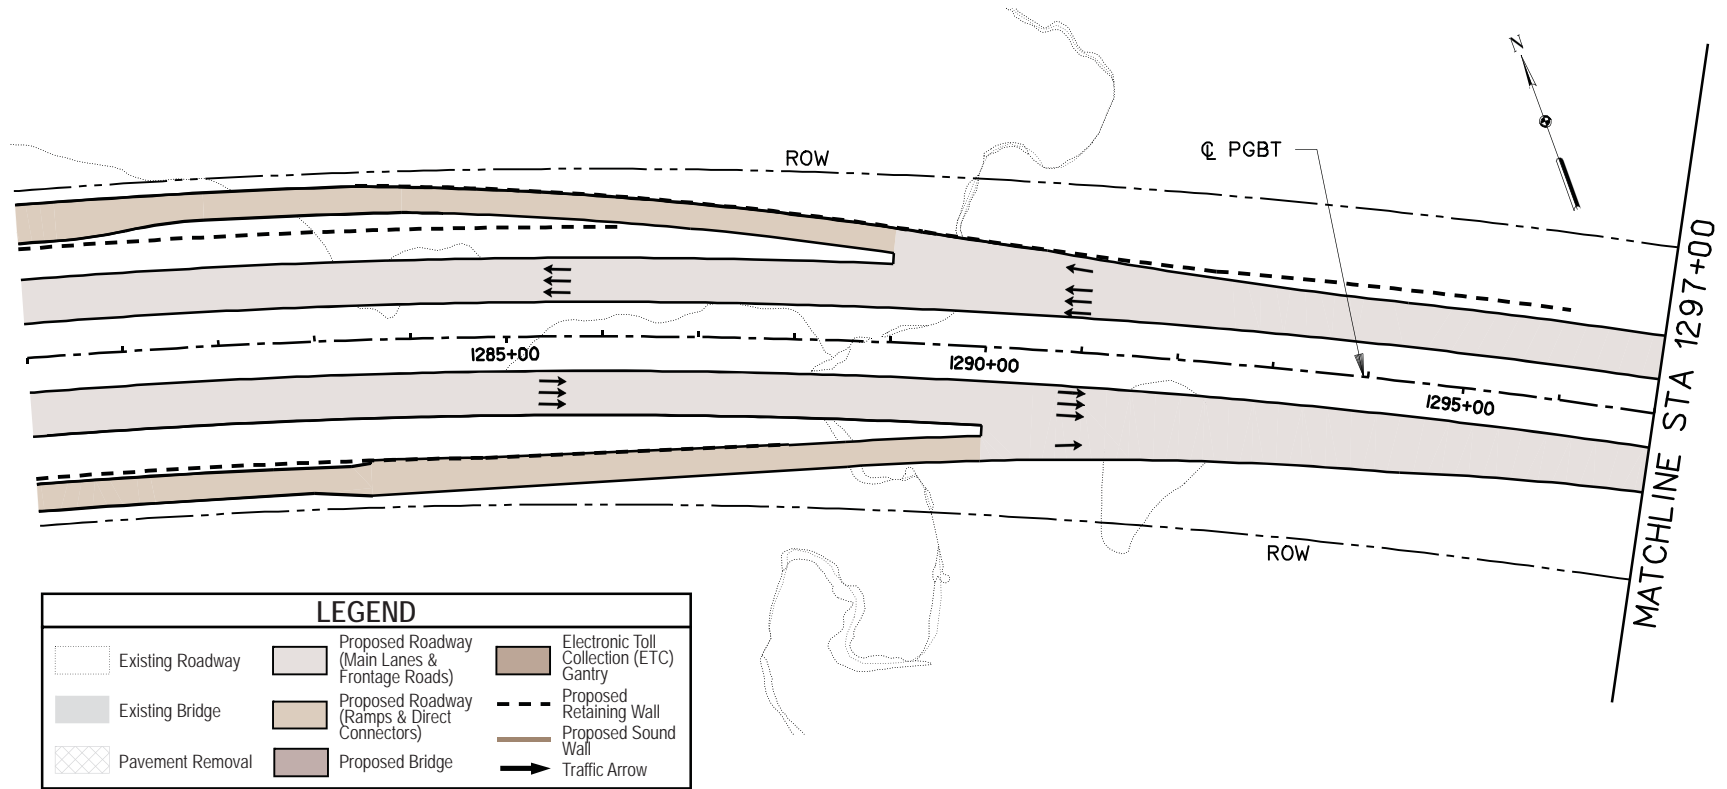 N
ROW
℄ PGBT
1285+00
1290+00
1295+00
MATCHLINE STA 1297+00
ROW
LEGEND
Existing Roadway
Existing Bridge
Pavement Removal
Proposed Roadway
(Main Lanes &
Frontage Roads)
Proposed Roadway
(Ramps & Direct
Connectors)
Proposed Bridge
Electronic Toll
Collection (ETC)
Gantry
Proposed
Retaining Wall
Proposed Sound
Wall
Traffic Arrow